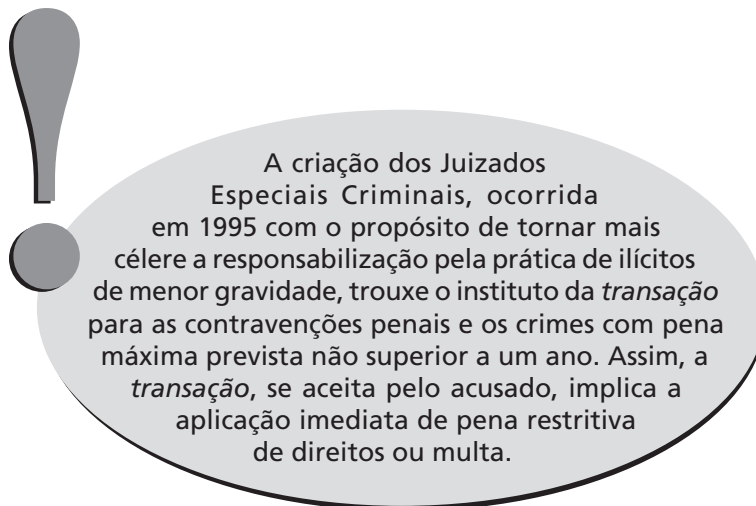 A criação dos Juizados
Especiais Criminais, ocorrida
em 1995 com o propósito de tornar mais
célere a responsabilização pela prática de ilícitos
de menor gravidade, trouxe o instituto da transação
para as contravenções penais e os crimes com pena
máxima prevista não superior a um ano. Assim, a
transação, se aceita pelo acusado, implica a
aplicação imediata de pena restritiva
de direitos ou multa.